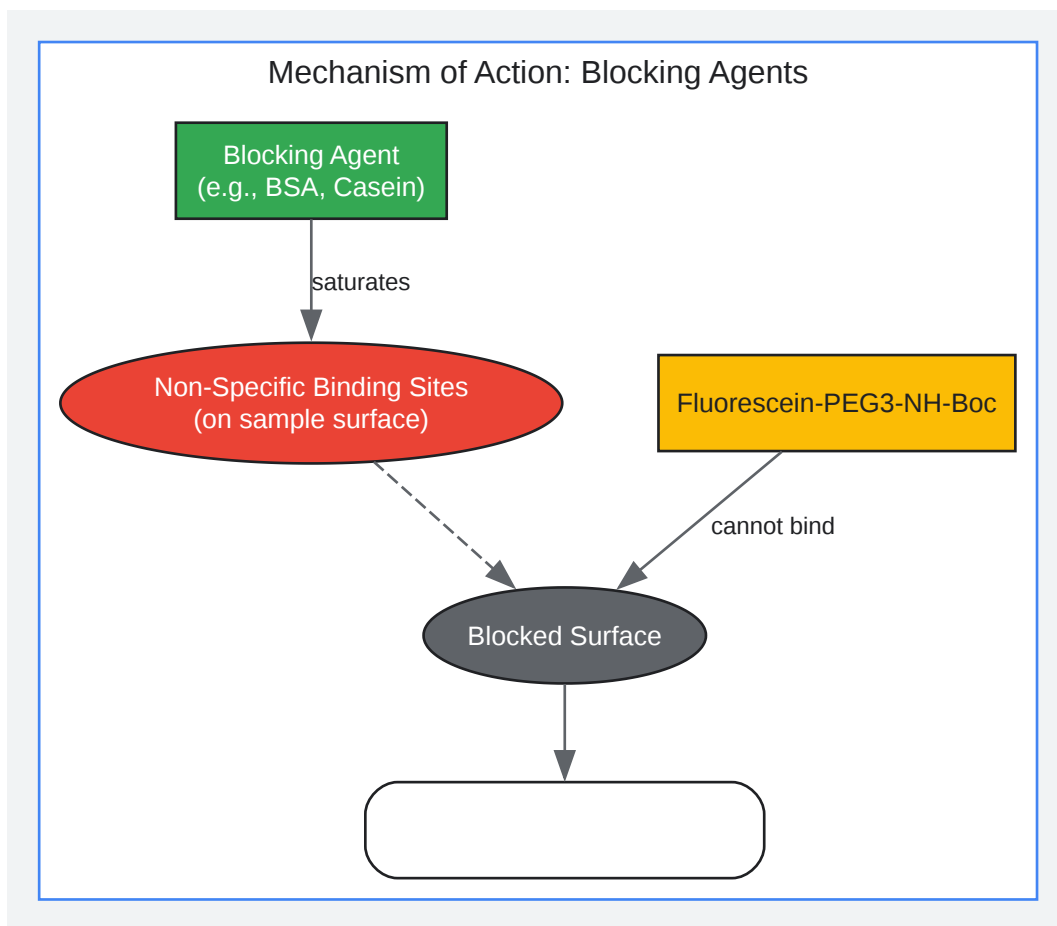 Mechanism of Action: Blocking Agents
Blocking Agent
(e.g., BSA, Casein)
saturates
Non-Specific Binding Sites
(on sample surface)
Fluorescein-PEG3-NH-Boc
cannot bind
Blocked Surface